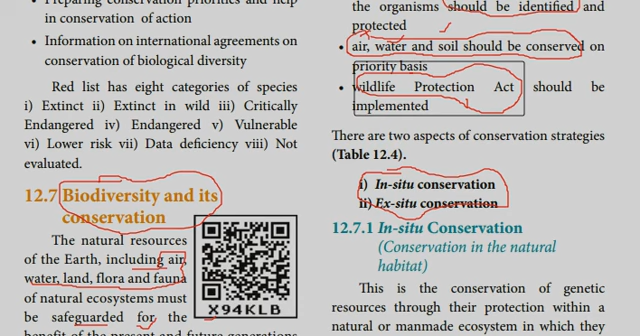 Preparing conservation priorities and help
in conservation of action
• Information on international agreements on
conservation of biological diversity
Red list has eight categories of species
i) Extinct ii) Extinct in wild iii) Critically
Endangered iv) Endangered v) Vulnerable
vi) Lower risk vii) Data deficiency viii) Not
evaluated.
12.7 Biodiversity and its
conservation
The natural resources
of the Earth, including air,
water, land, flora and fauna
of natural ecosystems must
be safeguarded for the
benefit of the present and future generations
X94KLB
the organisms should be identified and
protected
• air, water and soil should be conserved on
priority basis
• wildlife Protection Act should be
implemented
There are two aspects of conservation strategies
(Table 12.4).
i) In-situ conservation
ii) Ex-situ conservation
12.7.1 In-situ Conservation
(Conservation in the natural
habitat)
This is the conservation of genetic
resources through their protection within a
natural or manmade ecosystem in which they